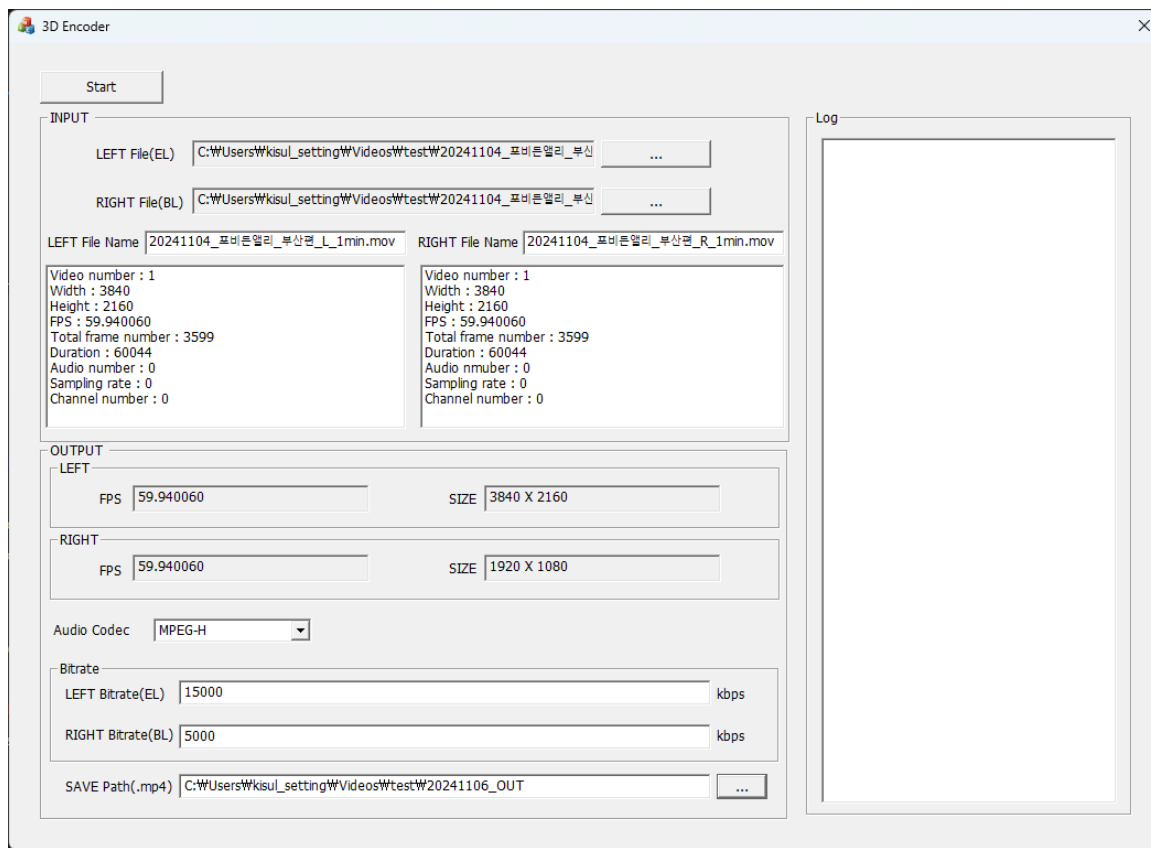 3D Encoder
Start
INPUT
LEFT File(EL) C:₩Users₩kisul_setting₩Videos₩test₩20241104_포비든앨리_부신 ...
RIGHT File(BL) C:₩Users₩kisul_setting₩Videos₩test₩20241104_포비든앨리_부신 ...
LEFT File Name 20241104_포비든앨리_부산편_L_1min.mov
RIGHT File Name 20241104_포비든앨리_부산편_R_1min.mov
Video number : 1
Width : 3840
Height : 2160
FPS : 59.940060
Total frame number : 3599
Duration : 60044
Audio number : 0
Sampling rate : 0
Channel number : 0
Video number : 1
Width : 3840
Height : 2160
FPS : 59.940060
Total frame number : 3599
Duration : 60044
Audio nmuber : 0
Sampling rate : 0
Channel number : 0
OUTPUT
LEFT
FPS 59.940060 SIZE 3840 X 2160
RIGHT
FPS 59.940060 SIZE 1920 X 1080
Audio Codec MPEG-H
Bitrate
LEFT Bitrate(EL) 15000 kbps
RIGHT Bitrate(BL) 5000 kbps
SAVE Path(.mp4) C:₩Users₩kisul_setting₩Videos₩test₩20241106_OUT ...
Log